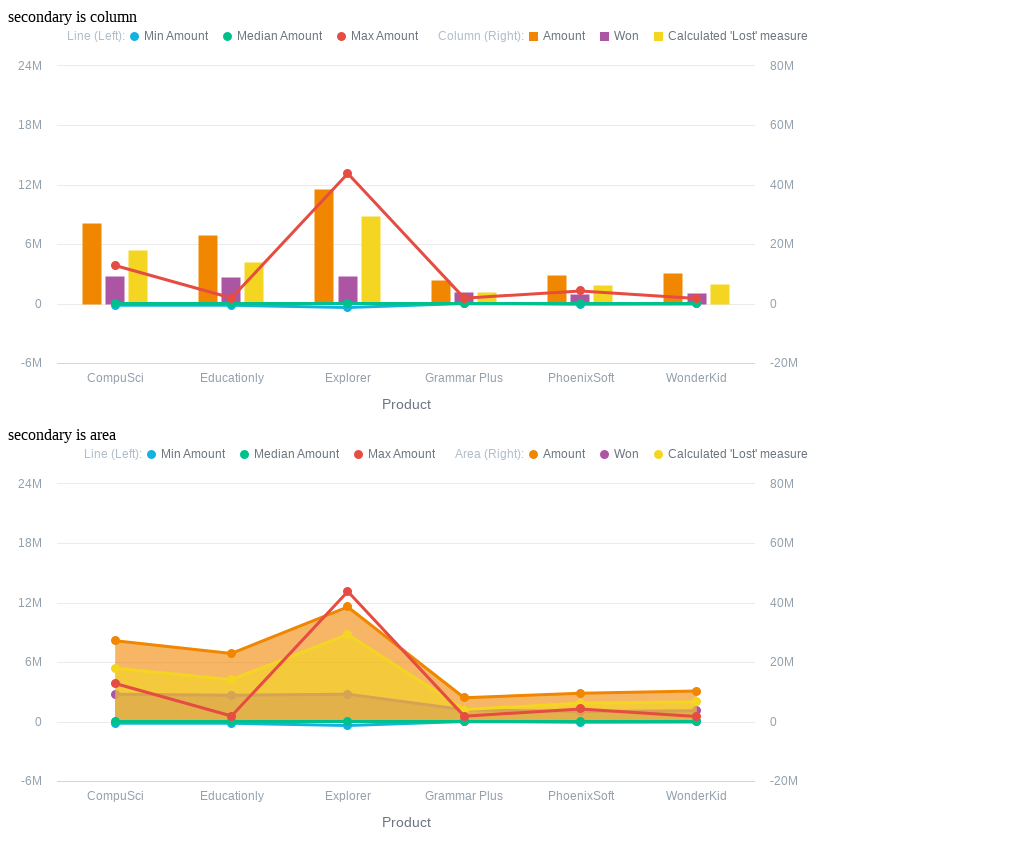 secondary is column
Line (Left): Min Amount Median Amount Max Amount Column (Right): Amount Won Calculated 'Lost' measure
24M 80M
18M 60M
12M 40M
6M 20M
0 0
-6M -20M
CompuSci Educationly Explorer Grammar Plus PhoenixSoft WonderKid
Product
secondary is area
Line (Left): Min Amount Median Amount Max Amount Area (Right): Amount Won Calculated 'Lost' measure
24M 80M
18M 60M
12M 40M
6M 20M
0 0
-6M -20M
CompuSci Educationly Explorer Grammar Plus PhoenixSoft WonderKid
Product